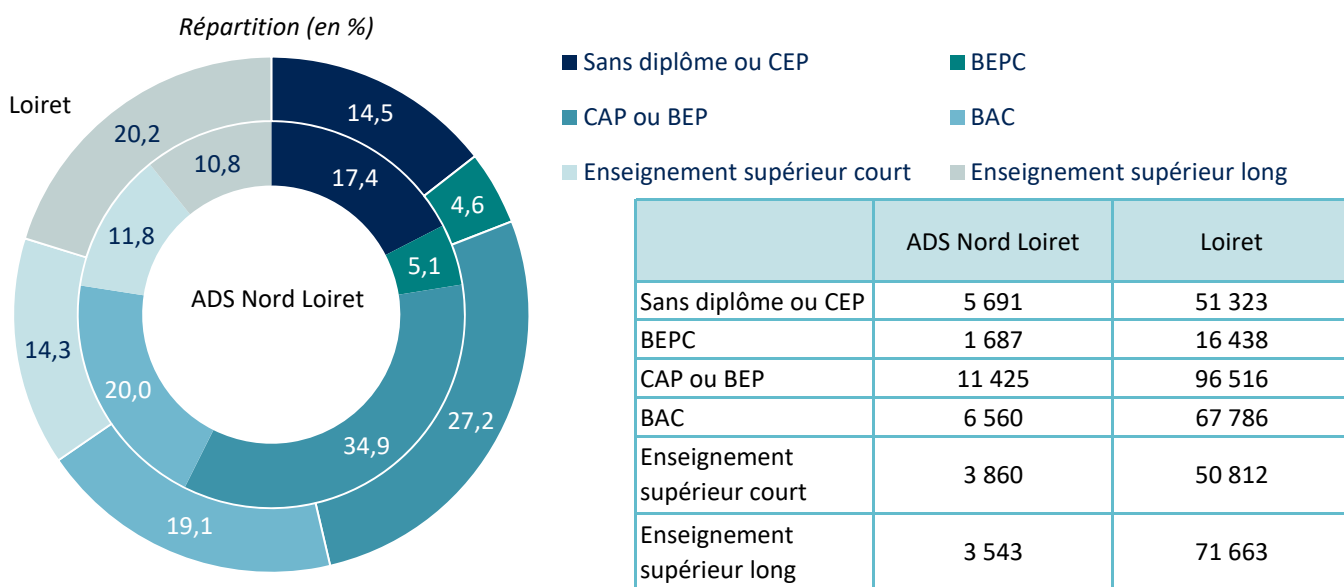 Répartition (en %)
Loiret
Sans diplôme ou CEP
BEPC
CAP ou BEP
BAC
Enseignement supérieur court
Enseignement supérieur long
14,5
4,6
27,2
19,1
14,3
20,2
17,4
5,1
34,9
20,0
11,8
10,8
ADS Nord Loiret
ADS Nord Loiret Loiret
Sans diplôme ou CEP 5 691 51 323
BEPC 1 687 16 438
CAP ou BEP 11 425 96 516
BAC 6 560 67 786
Enseignement
supérieur court 3 860 50 812
Enseignement
supérieur long 3 543 71 663